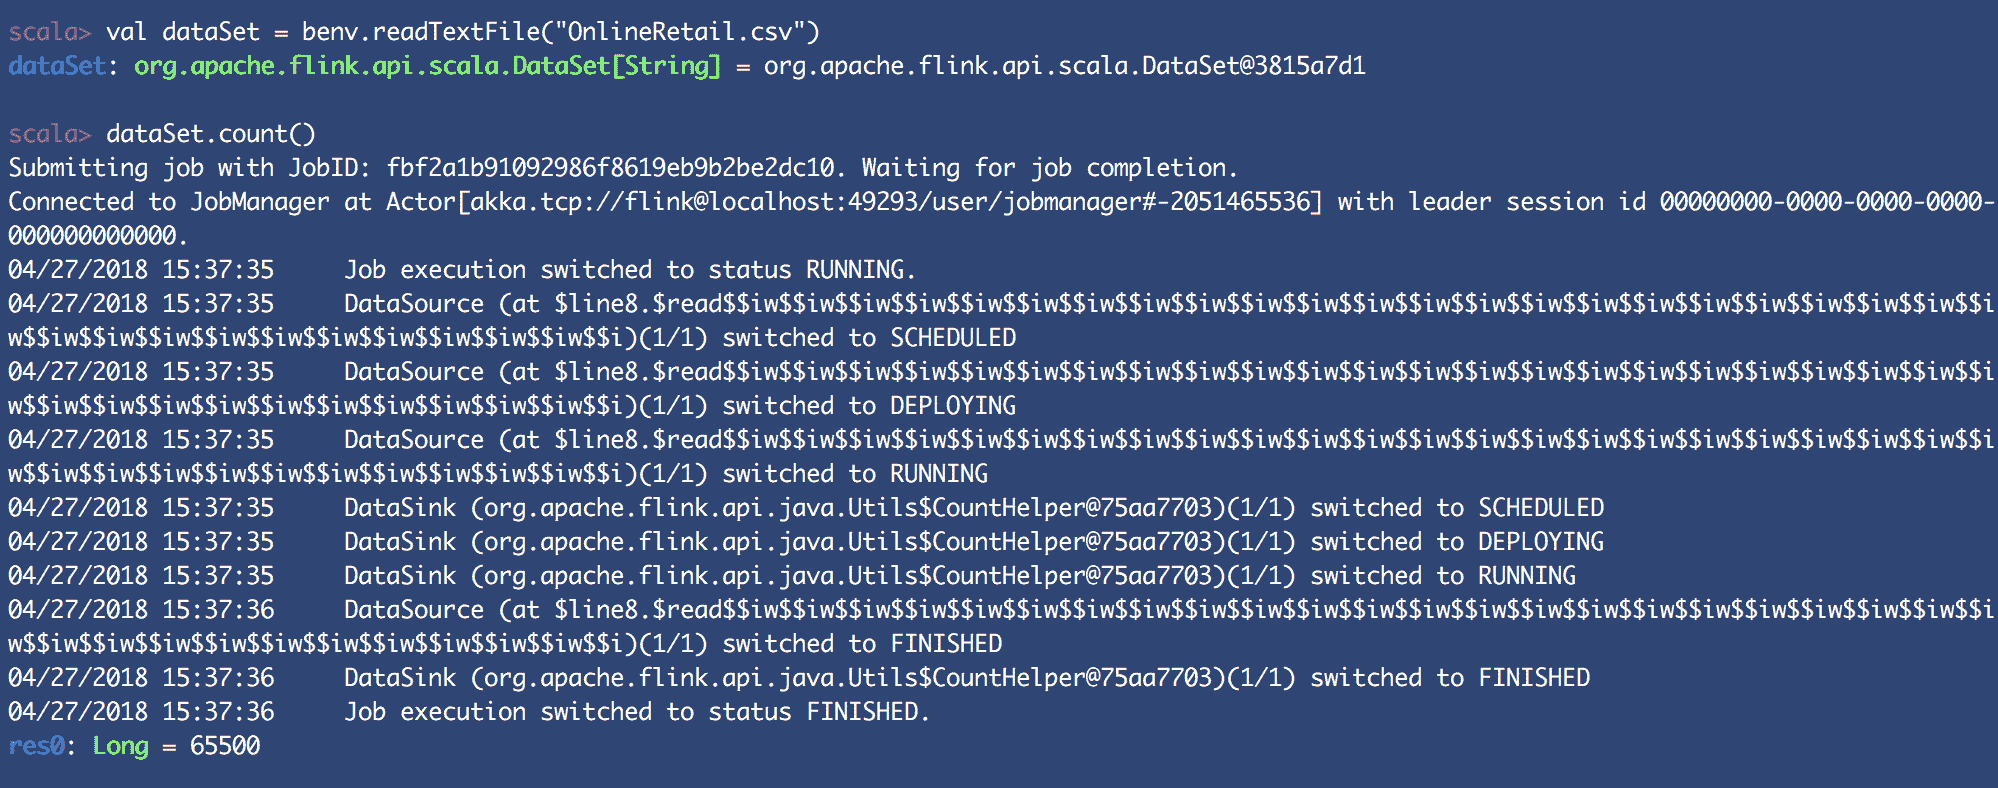 scala> val dataSet = benv.readTextFile("OnlineRetail.csv")
dataSet: org.apache.flink.api.scala.DataSet[String] = org.apache.flink.api.scala.DataSet@3815a7d1
scala> dataSet.count()
Submitting job with JobID: fbf2a1b91092986f8619eb9b2be2dc10. Waiting for job completion.
Connected to JobManager at Actor[akka.tcp://flink@localhost:49293/user/jobmanager#-2051465536] with leader session id 00000000-0000-0000-0000-
000000000000.
04/27/2018 15:37:35     Job execution switched to status RUNNING.
04/27/2018 15:37:35     DataSource (at $line8.$read$$iw$$iw$$iw$$iw$$iw$$iw$$iw$$iw$$iw$$iw$$iw$$iw$$iw$$iw$$iw$$iw$$iw$$iw$$iw$$iw$$iw$$iw$$i
w$$iw$$iw$$iw$$iw$$iw$$iw$$iw$$iw$$iw$$iw$$i)(1/1) switched to SCHEDULED
04/27/2018 15:37:35     DataSource (at $line8.$read$$iw$$iw$$iw$$iw$$iw$$iw$$iw$$iw$$iw$$iw$$iw$$iw$$iw$$iw$$iw$$iw$$iw$$iw$$iw$$iw$$iw$$iw$$i
w$$iw$$iw$$iw$$iw$$iw$$iw$$iw$$iw$$iw$$iw$$i)(1/1) switched to DEPLOYING
04/27/2018 15:37:35     DataSource (at $line8.$read$$iw$$iw$$iw$$iw$$iw$$iw$$iw$$iw$$iw$$iw$$iw$$iw$$iw$$iw$$iw$$iw$$iw$$iw$$iw$$iw$$iw$$iw$$i
w$$iw$$iw$$iw$$iw$$iw$$iw$$iw$$iw$$iw$$iw$$i)(1/1) switched to RUNNING
04/27/2018 15:37:35     DataSink (org.apache.flink.api.java.Utils$CountHelper@75aa7703)(1/1) switched to SCHEDULED
04/27/2018 15:37:35     DataSink (org.apache.flink.api.java.Utils$CountHelper@75aa7703)(1/1) switched to DEPLOYING
04/27/2018 15:37:35     DataSink (org.apache.flink.api.java.Utils$CountHelper@75aa7703)(1/1) switched to RUNNING
04/27/2018 15:37:36     DataSource (at $line8.$read$$iw$$iw$$iw$$iw$$iw$$iw$$iw$$iw$$iw$$iw$$iw$$iw$$iw$$iw$$iw$$iw$$iw$$iw$$iw$$iw$$iw$$iw$$i
w$$iw$$iw$$iw$$iw$$iw$$iw$$iw$$iw$$iw$$iw$$i)(1/1) switched to FINISHED
04/27/2018 15:37:36     DataSink (org.apache.flink.api.java.Utils$CountHelper@75aa7703)(1/1) switched to FINISHED
04/27/2018 15:37:36     Job execution switched to status FINISHED.
res0: Long = 65500